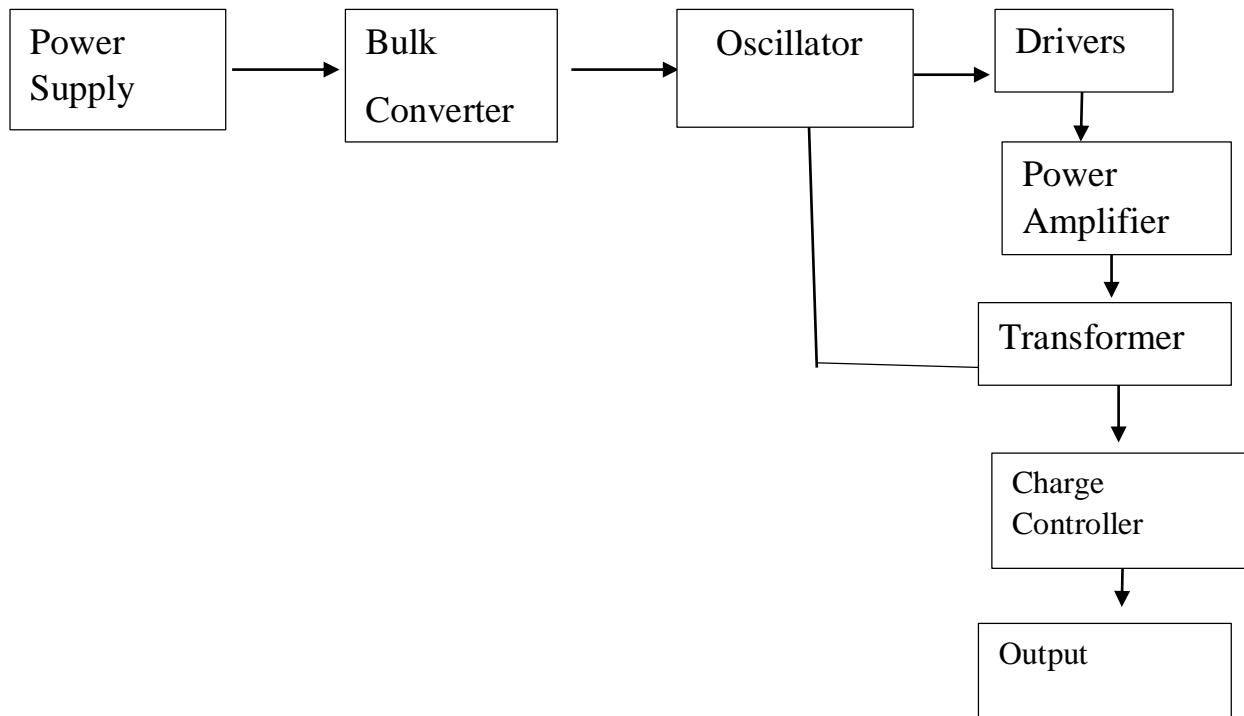 Power
Supply
Bulk
Converter
Oscillator
Drivers
Power
Amplifier
Transformer
Charge
Controller
Output